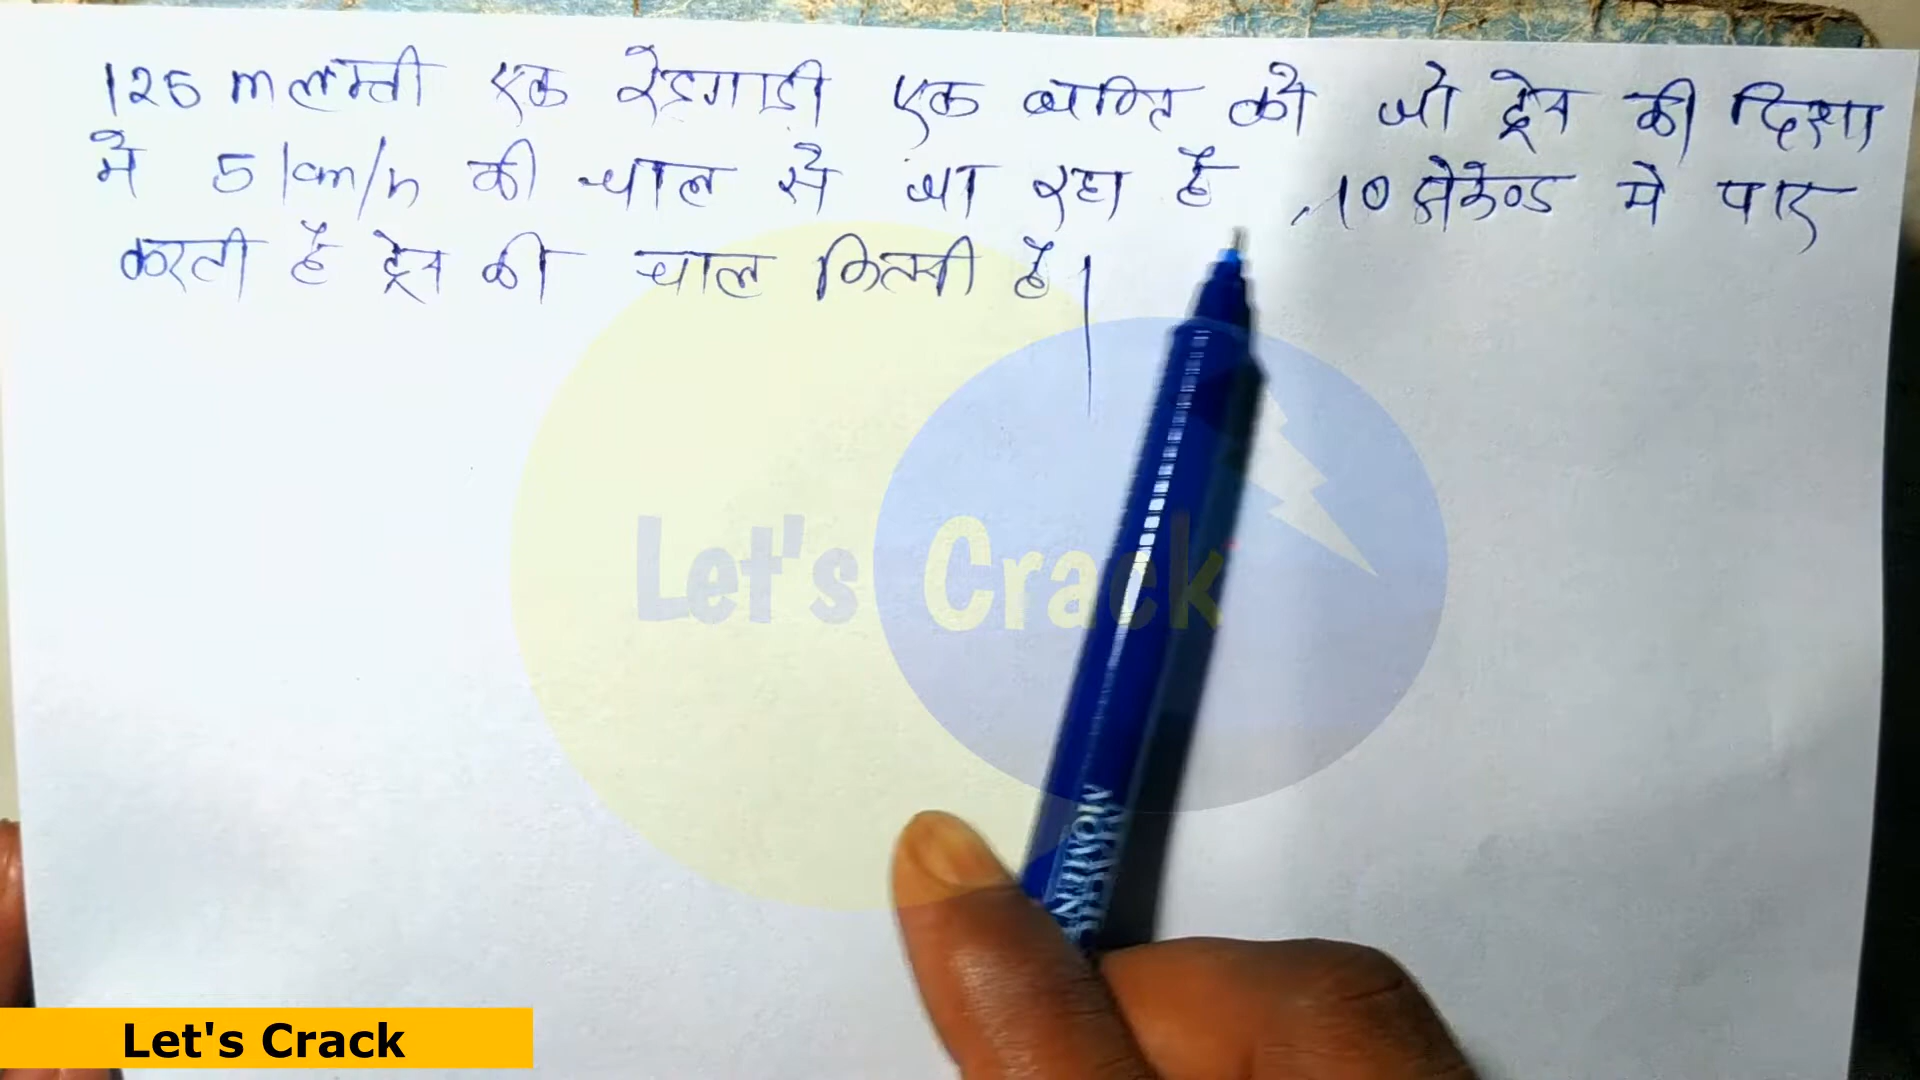 125 m लम्बी एक रेलगाडी एक व्यक्ति को जो ट्रेन की दिशा
मे 5 km/h की चाल से जा रहा है , 10 सेकेण्ड मे पार
करती है ट्रेन की चाल कितनी है।
Let's Crack
Let's Crack